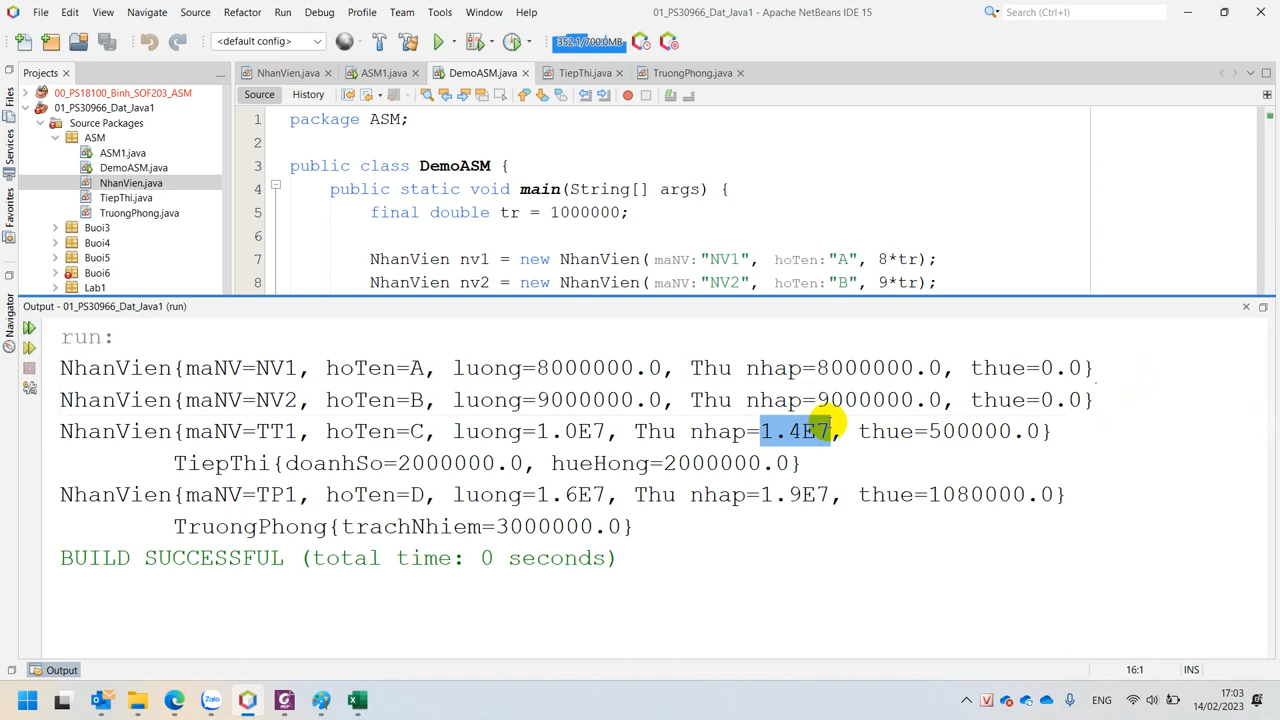 File Edit View Navigate Source Refactor Run Debug Profile Team Tools Window Help 01_PS30966_Dat_Java1 - Apache NetBeans IDE 15 Search (Ctrl+I)
<default config> 352.1/700.0MB
Projects NhanVien.java ASM1.java DemoASM.java TiepThi.java TruongPhong.java
Files
Services
Favorites
Navigator
00_PS18100_Binh_SOF203_ASM
01_PS30966_Dat_Java1
Source Packages
ASM
ASM1.java
DemoASM.java
NhanVien.java
TiepThi.java
TruongPhong.java
Buoi3
Buoi4
Buoi5
Buoi6
Lab1
Source History
1 package ASM;
2
3 public class DemoASM {
4 public static void main(String[] args) {
5 final double tr = 1000000;
6
7 NhanVien nv1 = new NhanVien(maNV:"NV1", hoTen:"A", 8*tr);
8 NhanVien nv2 = new NhanVien(maNV:"NV2", hoTen:"B", 9*tr);
Output - 01_PS30966_Dat_Java1 (run)
run:
NhanVien{maNV=NV1, hoTen=A, luong=8000000.0, Thu nhap=8000000.0, thue=0.0}
NhanVien{maNV=NV2, hoTen=B, luong=9000000.0, Thu nhap=9000000.0, thue=0.0}
NhanVien{maNV=TT1, hoTen=C, luong=1.0E7, Thu nhap=1.4E7, thue=500000.0}
TiepThi{doanhSo=2000000.0, hueHong=2000000.0}
NhanVien{maNV=TP1, hoTen=D, luong=1.6E7, Thu nhap=1.9E7, thue=1080000.0}
TruongPhong{trachNhiem=3000000.0}
BUILD SUCCESSFUL (total time: 0 seconds)
Output 16:1 INS
Zalo PDF ENG 17:03
14/02/2023